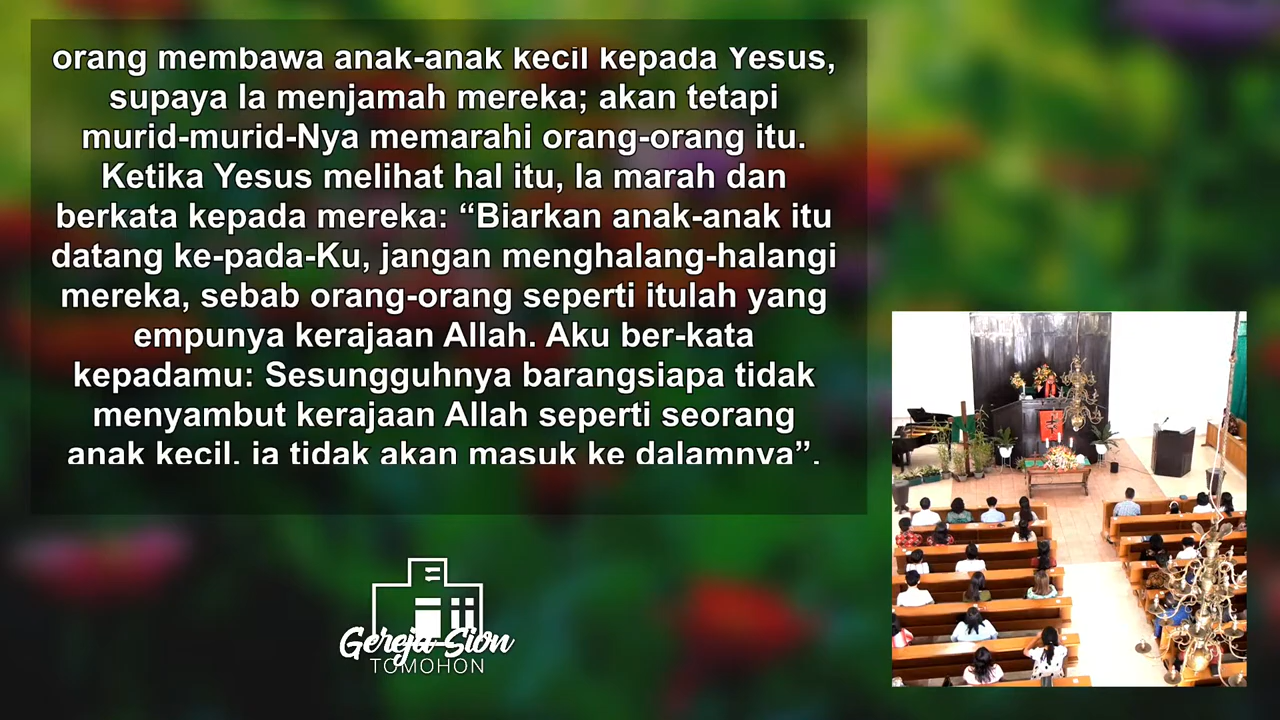 orang membawa anak-anak kecil kepada Yesus,
supaya Ia menjamah mereka; akan tetapi
murid-murid-Nya memarahi orang-orang itu.
Ketika Yesus melihat hal itu, Ia marah dan
berkata kepada mereka: “Biarkan anak-anak itu
datang ke-pada-Ku, jangan menghalang-halangi
mereka, sebab orang-orang seperti itulah yang
empunya kerajaan Allah. Aku ber-kata
kepadamu: Sesungguhnya barangsiapa tidak
menyambut kerajaan Allah seperti seorang
anak kecil, ia tidak akan masuk ke dalamnya”.
Gereja Sion
TOMOHON